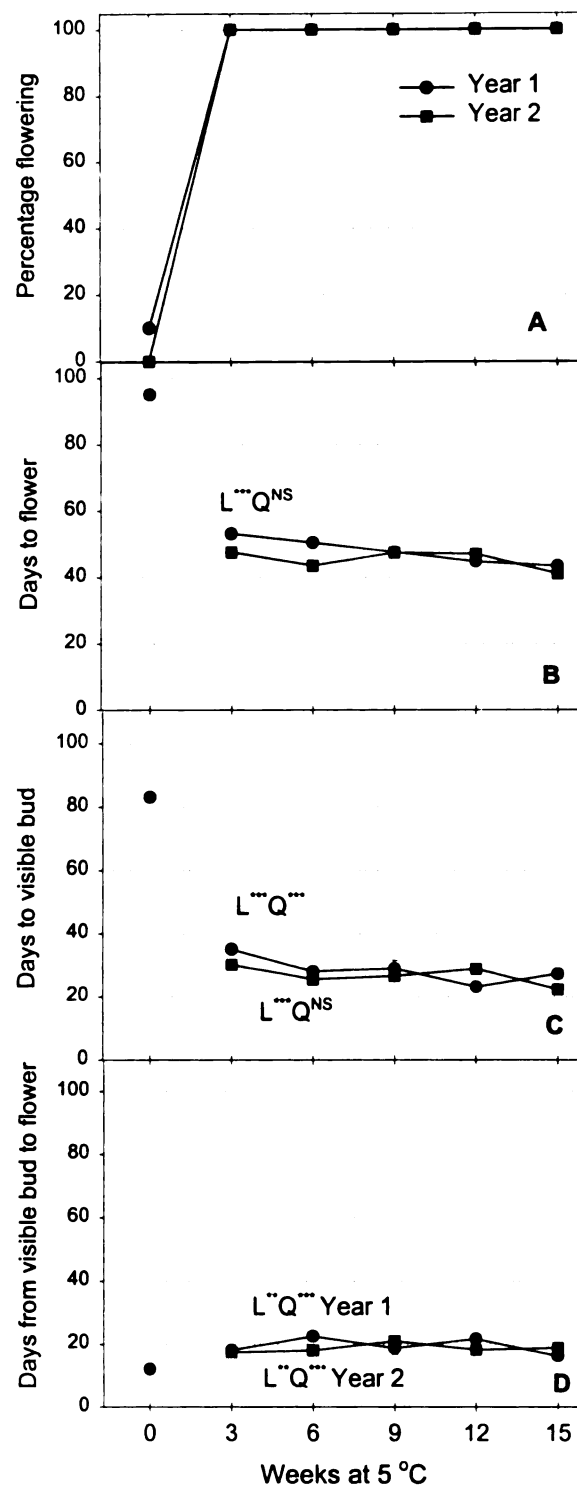 Percentage flowering
100
80
60
40
20
0
Year 1
Year 2
A
Days to flower
100
80
60
40
20
0
L***Q^NS
B
Days to visible bud
100
80
60
40
20
0
L***Q***
L***Q^NS
C
Days from visible bud to flower
100
80
60
40
20
0
L**Q*** Year 1
L**Q*** Year 2
D
0 3 6 9 12 15
Weeks at 5 °C